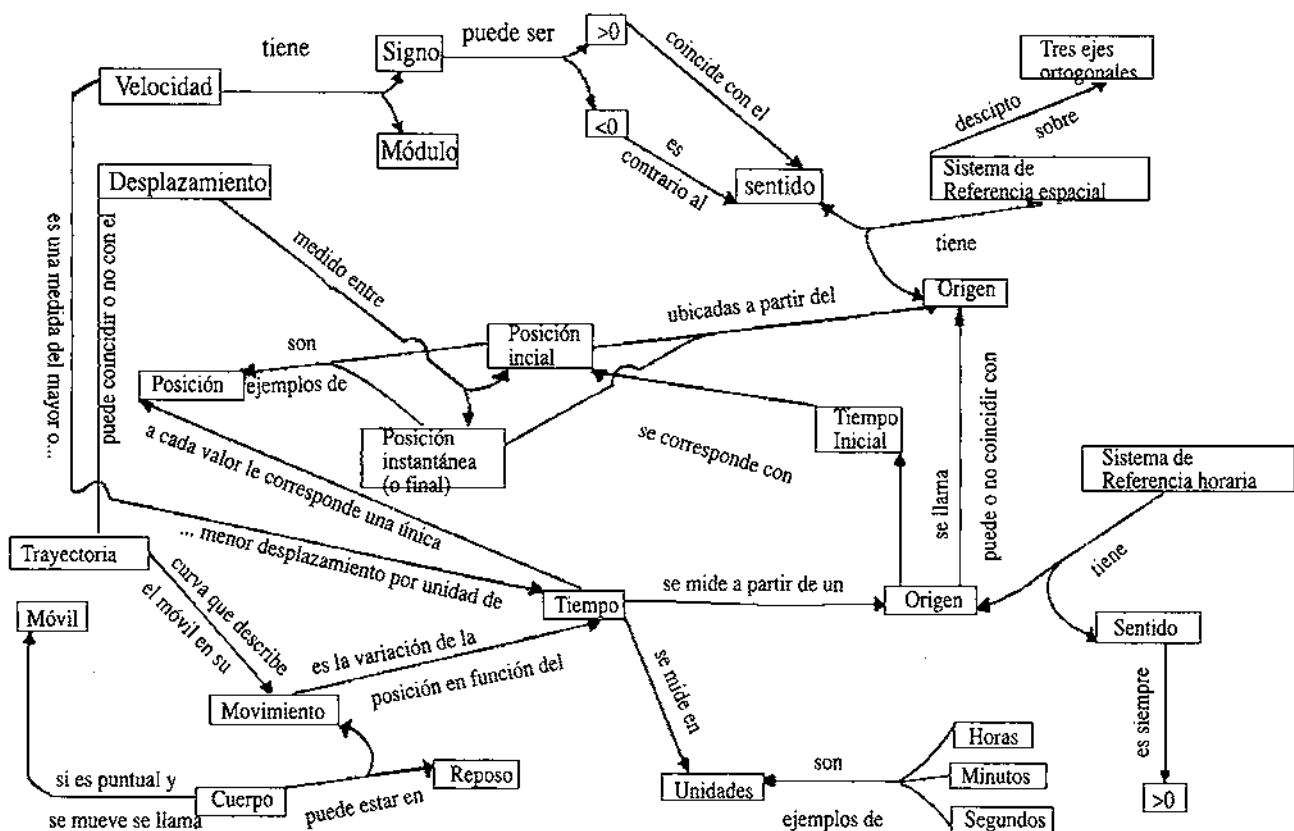 tiene
Signo
puede ser
>0
coincide con el
Tres ejes
ortogonales
Velocidad
<0
Módulo
es
contrario al
descipto
sobre
Desplazamiento
sentido
Sistema de
Referencia espacial
es una medida del mayor o...
puede coincidir o no con el
medido entre
tiene
ubicadas a partir del
Origen
son
Posición
incial
Posición
ejemplos de
Tiempo
Inicial
a cada valor le corresponde una única
Posición
instantánea
(o final)
se corresponde con
se llama
puede o no coincidir con
Sistema de
Referencia horaria
Trayectoria
... menor desplazamiento por unidad de
curva que describe
el móvil en su
Tiempo
se mide a partir de un
Origen
tiene
Móvil
Sentido
es la variación de la
posición en función del
se mide en
Movimiento
es siempre
Horas
si es puntual y
se mueve se llama
Cuerpo
Reposo
puede estar en
Unidades
son
ejemplos de
Minutos
Segundos
>0